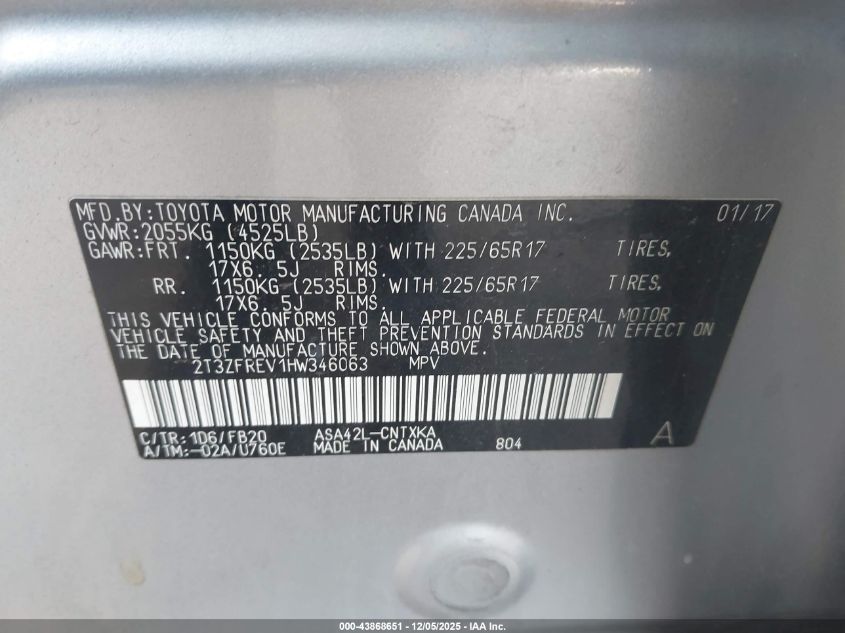 MFD.BY:TOYOTA MOTOR MANUFACTURING CANADA INC. 01/17
GVWR:2055KG (4525LB)
GAWR:FRT. 1150KG (2535LB) WITH 225/65R17 TIRES,
17X6.5J RIMS.
RR. 1150KG (2535LB) WITH 225/65R17 TIRES,
17X6.5J RIMS.
THIS VEHICLE CONFORMS TO ALL APPLICABLE FEDERAL MOTOR
VEHICLE SAFETY AND THEFT PREVENTION STANDARDS IN EFFECT ON
THE DATE OF MANUFACTURE SHOWN ABOVE.
2T3ZFREV1HW346063 MPV
C/TR:1D6/FB20 ASA42L-CNTXKA
A/TM:-02A/U760E MADE IN CANADA 804 A
000-43868651 - 12/05/2025 - IAA Inc.